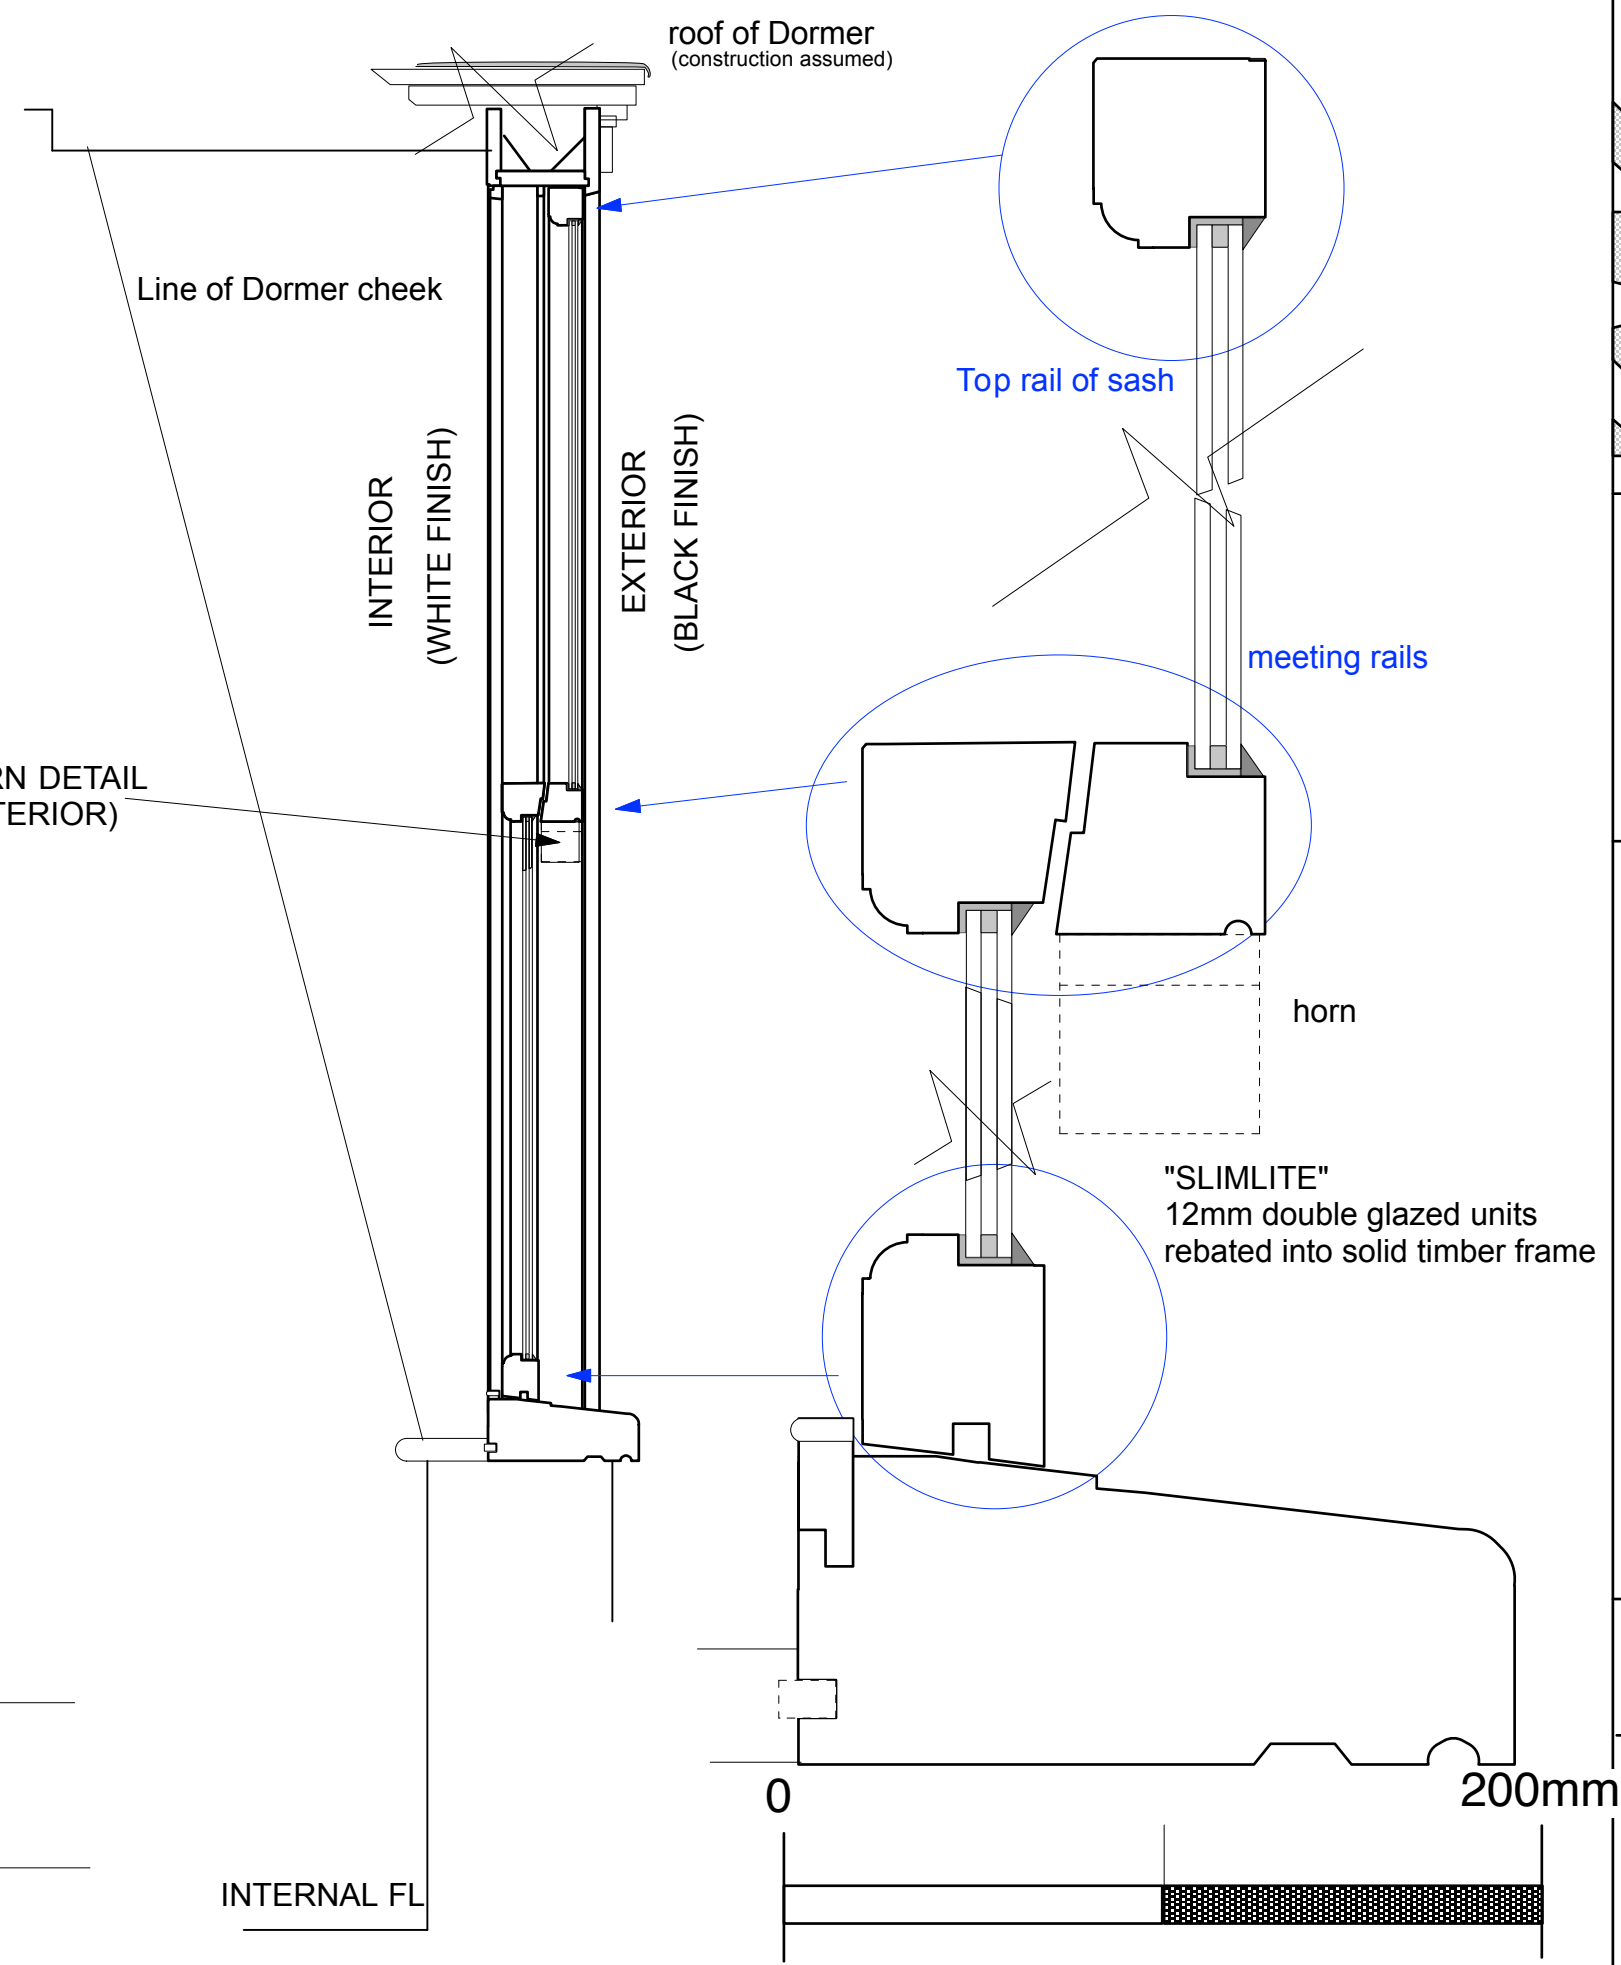 roof of Dormer
(construction assumed)
Line of Dormer cheek
Top rail of sash
INTERIOR
(WHITE FINISH)
EXTERIOR
(BLACK FINISH)
meeting rails
RN DETAIL
TERIOR)
horn
"SLIMLITE"
12mm double glazed units
rebated into solid timber frame
0
200mm
INTERNAL FL